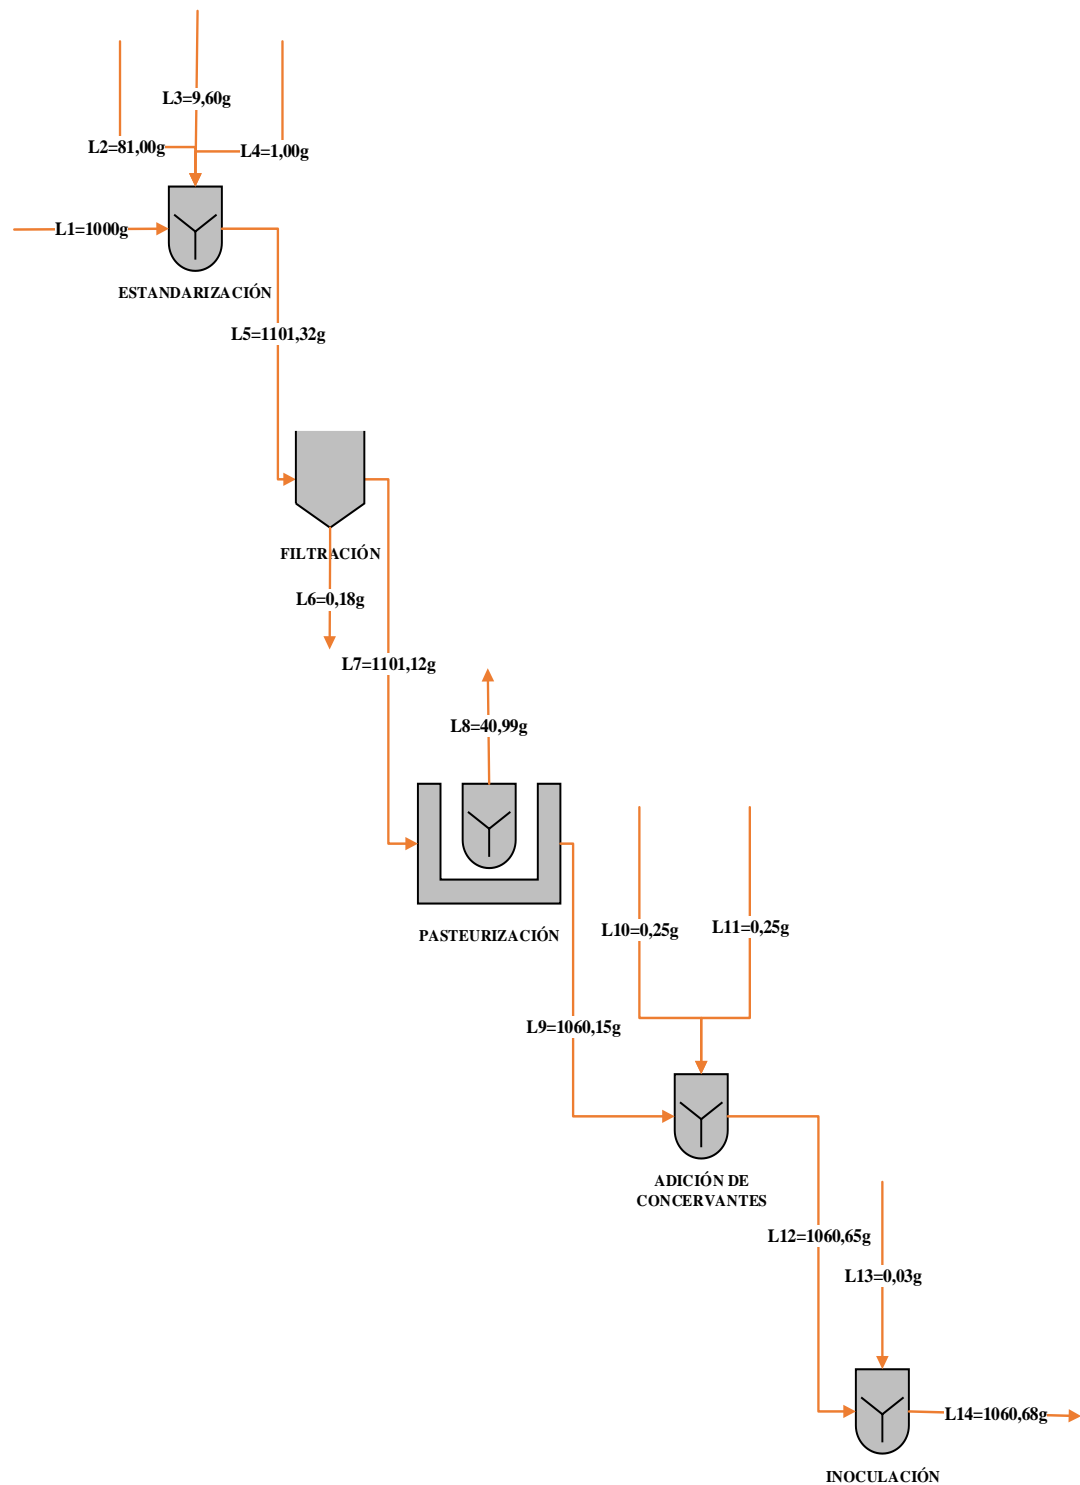 L3=9,60g
L2=81,00g
L4=1,00g
L1=1000g
ESTANDARIZACIÓN
L5=1101,32g
FILTRACIÓN
L6=0,18g
L7=1101,12g
L8=40,99g
PASTEURIZACIÓN
L10=0,25g
L11=0,25g
L9=1060,15g
ADICIÓN DE
CONCERVANTES
L12=1060,65g
L13=0,03g
L14=1060,68g
INOCULACIÓN